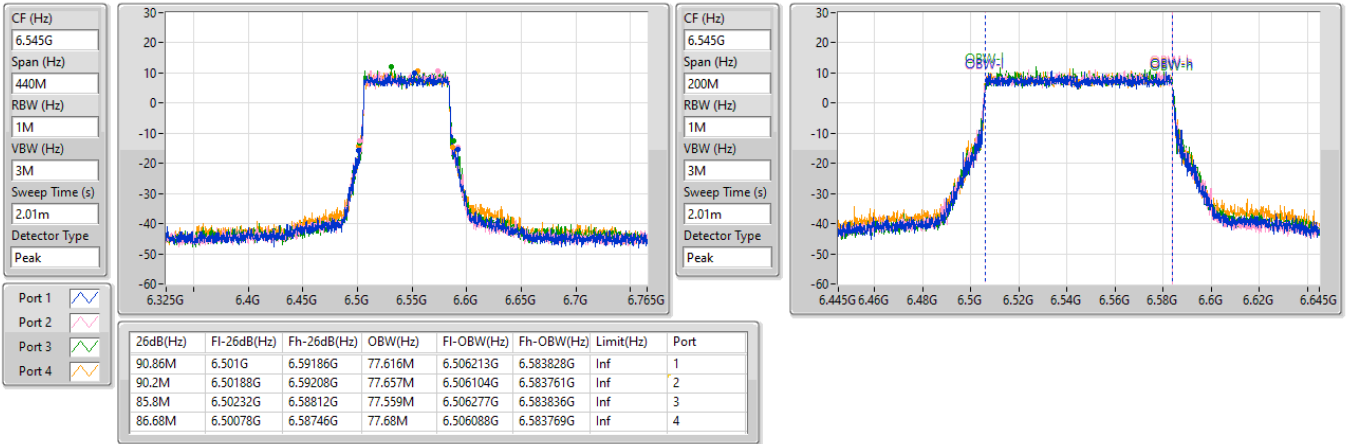 CF (Hz)
6.545G
Span (Hz)
440M
RBW (Hz)
1M
VBW (Hz)
3M
Sweep Time (s)
2.01m
Detector Type
Peak
30
20
10
0
-10
-20
-30
-40
-50
-60
6.325G 6.4G 6.45G 6.5G 6.55G 6.6G 6.65G 6.7G 6.765G
CF (Hz)
6.545G
Span (Hz)
200M
RBW (Hz)
1M
VBW (Hz)
3M
Sweep Time (s)
2.01m
Detector Type
Peak
30
20
10
0
-10
-20
-30
-40
-50
-60
OBW-l OBW-h
6.445G 6.46G 6.48G 6.5G 6.52G 6.54G 6.56G 6.58G 6.6G 6.62G 6.645G
Port 1
Port 2
Port 3
Port 4
26dB(Hz) Fl-26dB(Hz) Fh-26dB(Hz) OBW(Hz) Fl-OBW(Hz) Fh-OBW(Hz) Limit(Hz) Port
90.86M 6.501G 6.59186G 77.616M 6.506213G 6.583828G Inf 1
90.2M 6.50188G 6.59208G 77.657M 6.506104G 6.583761G Inf 2
85.8M 6.50232G 6.58812G 77.559M 6.506277G 6.583836G Inf 3
86.68M 6.50078G 6.58746G 77.68M 6.506088G 6.583769G Inf 4